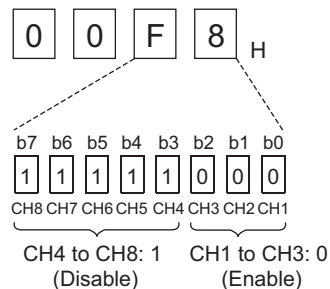 0 0 F 8 H
b7 b6 b5 b4 b3 b2 b1 b0
1 1 1 1 1 0 0 0
CH8 CH7 CH6 CH5 CH4 CH3 CH2 CH1
CH4 to CH8: 1 CH1 to CH3: 0
(Disable) (Enable)